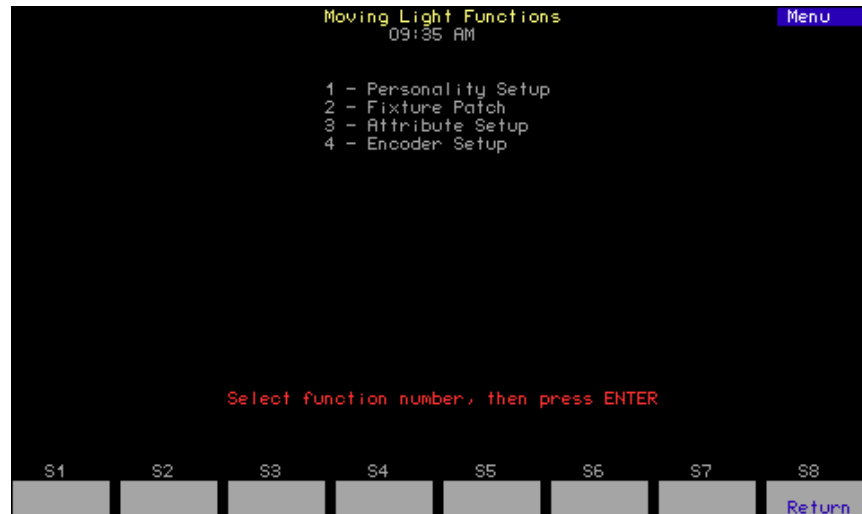 Moving Light Functions
Menu
09:35 AM
1 - Personality Setup
2 - Fixture Patch
3 - Attribute Setup
4 - Encoder Setup
Select function number, then press ENTER
S1 S2 S3 S4 S5 S6 S7 S8
Return